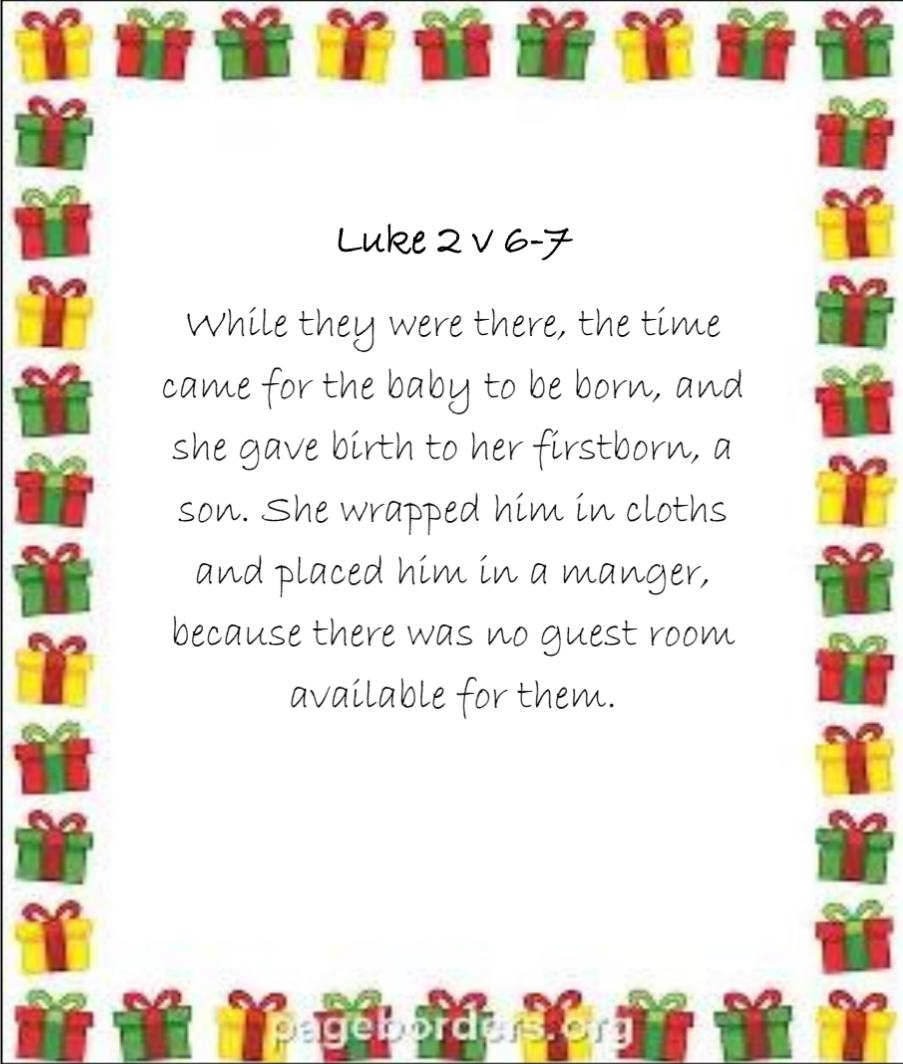 Luke 2 v 6-7
While they were there, the time
came for the baby to be born, and
she gave birth to her firstborn, a
son. She wrapped him in cloths
and placed him in a manger,
because there was no guest room
available for them.
pageborders.org